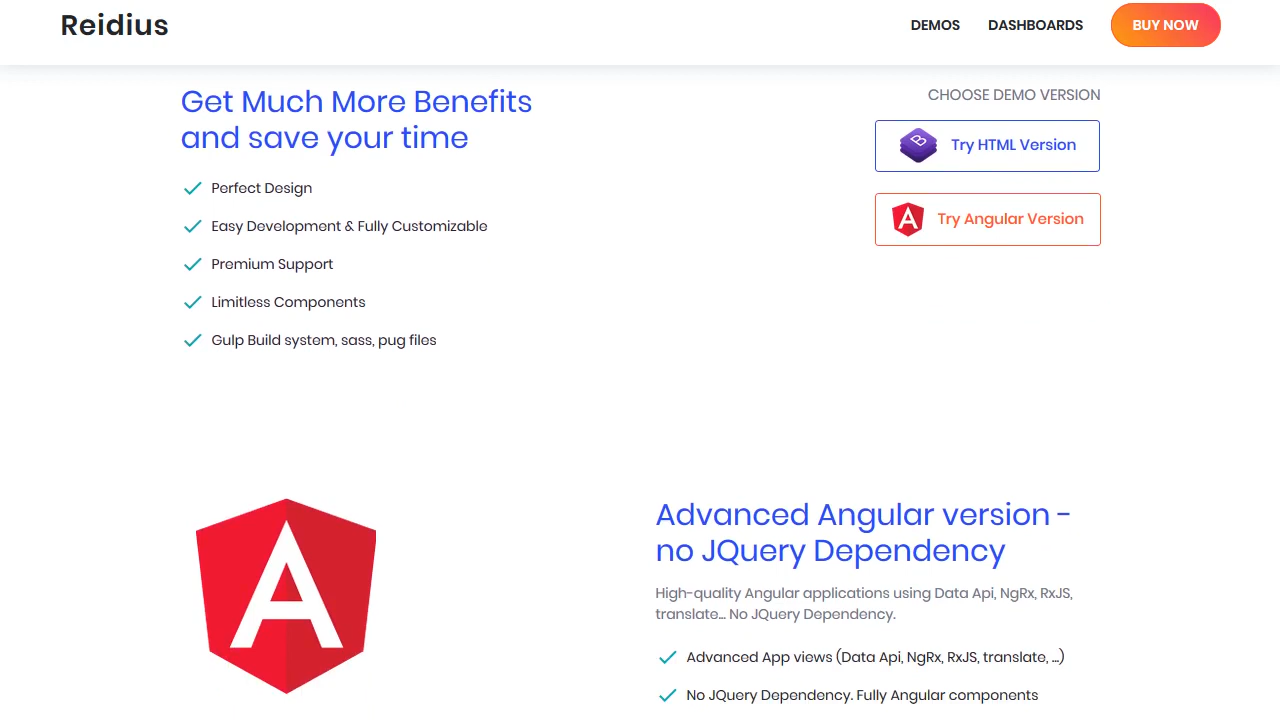 Reidius
DEMOS
DASHBOARDS
BUY NOW
Get Much More Benefits
and save your time
Perfect Design
Easy Development & Fully Customizable
Premium Support
Limitless Components
Gulp Build system, sass, pug files
CHOOSE DEMO VERSION
B
Try HTML Version
A
Try Angular Version
A
Advanced Angular version -
no JQuery Dependency
High-quality Angular applications using Data Api, NgRx, RxJS,
translate... No JQuery Dependency.
Advanced App views (Data Api, NgRx, RxJS, translate, ...)
No JQuery Dependency. Fully Angular components